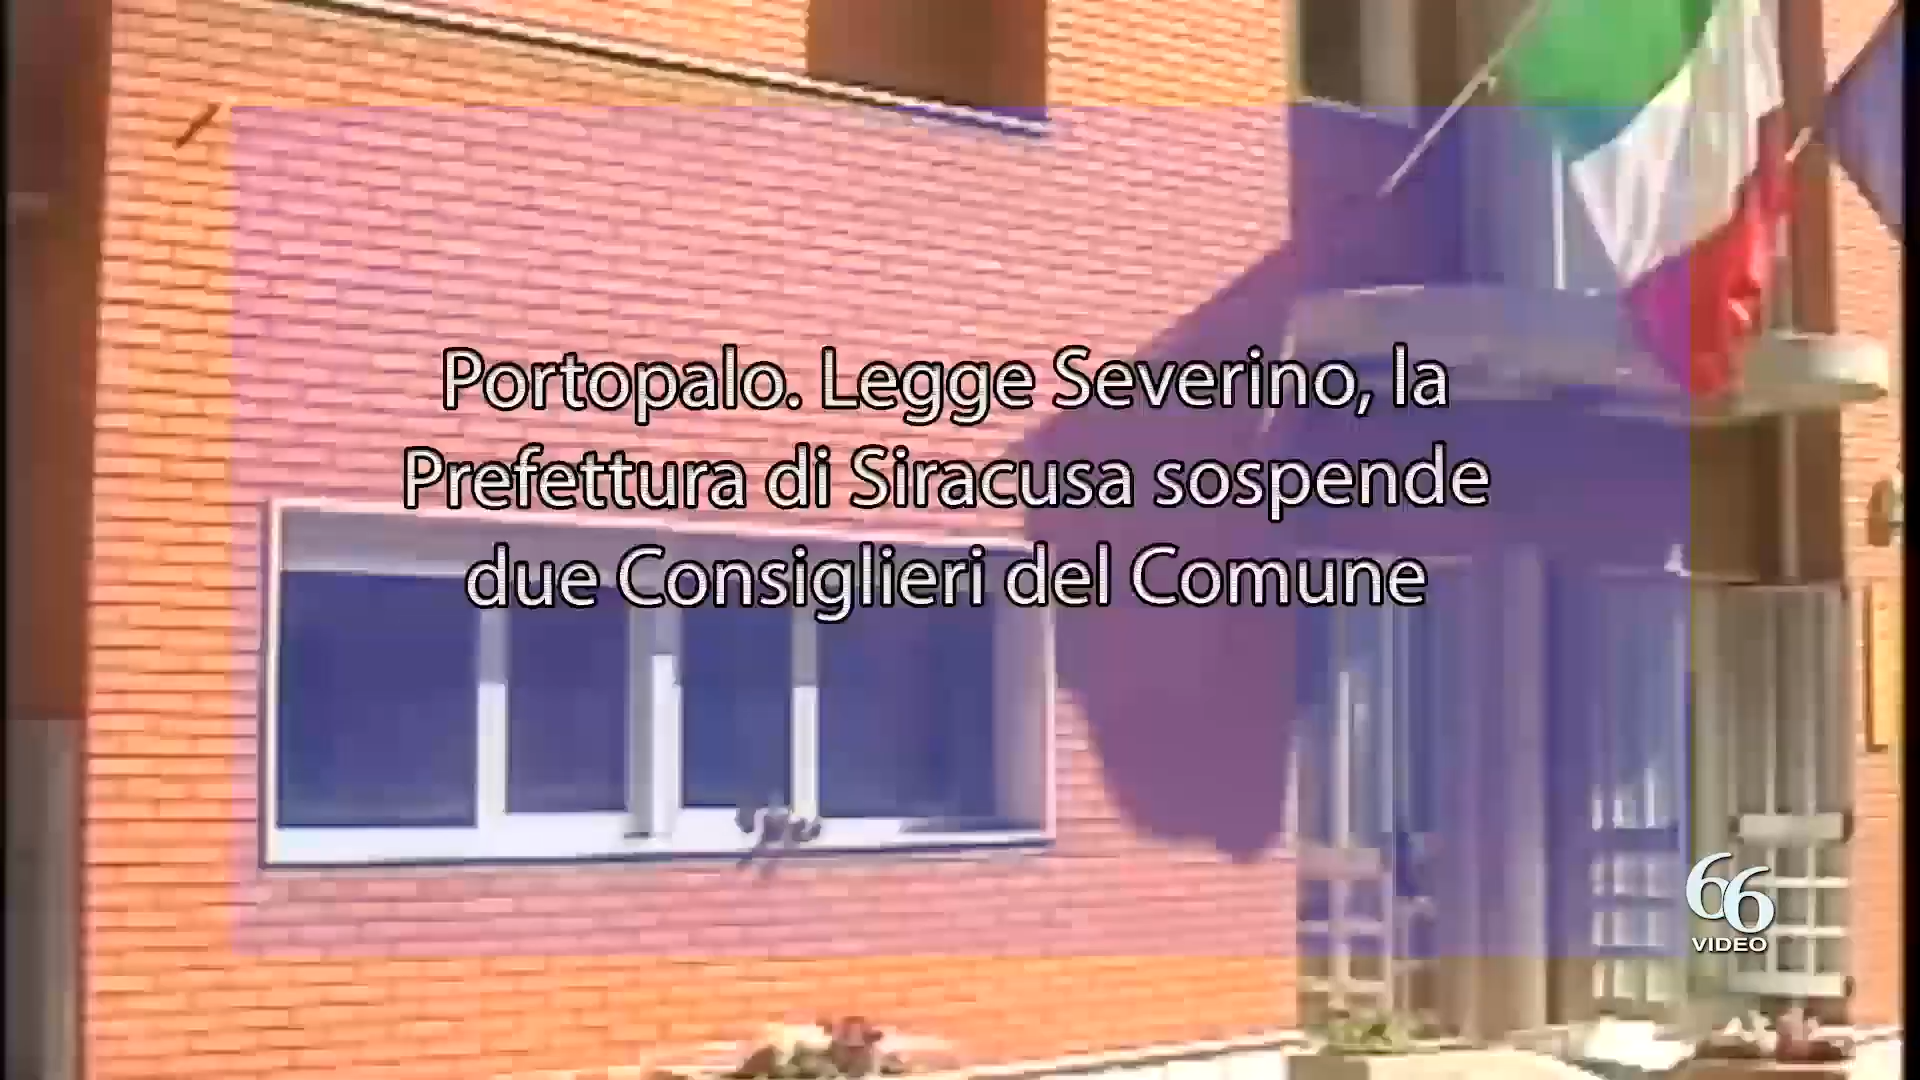 Portopalo. Legge Severino, la
Prefettura di Siracusa sospende
due Consiglieri del Comune
66
VIDEO